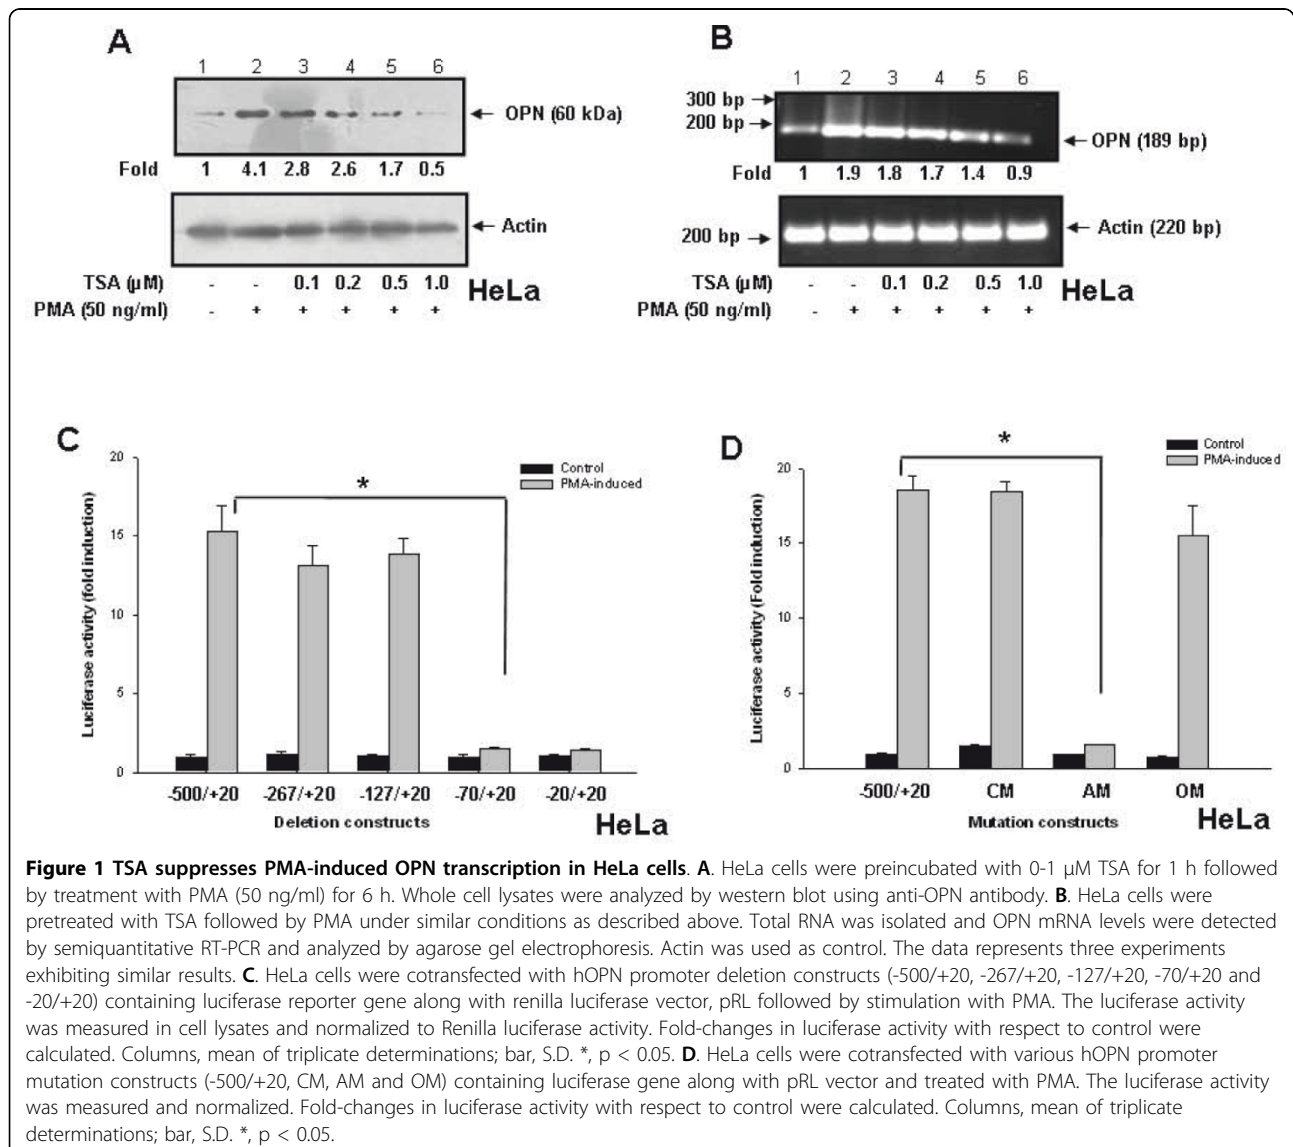 A
1 2 3 4 5 6
OPN (60 kDa)
Fold 1 4.1 2.8 2.6 1.7 0.5
Actin
TSA (µM) - - 0.1 0.2 0.5 1.0
PMA (50 ng/ml) - + + + + +
HeLa
B
1 2 3 4 5 6
300 bp
200 bp
OPN (189 bp)
Fold 1 1.9 1.8 1.7 1.4 0.9
200 bp
Actin (220 bp)
TSA (µM) - - 0.1 0.2 0.5 1.0
PMA (50 ng/ml) - + + + + +
HeLa
C
Control
PMA-induced
*
Luciferase activity (fold induction)
20
15
10
5
0
-500/+20 -267/+20 -127/+20 -70/+20 -20/+20
Deletion constructs
HeLa
D
Control
PMA-induced
*
Luciferase activity (Fold induction)
20
15
10
5
0
-500/+20 CM AM OM
Mutation constructs
HeLa
Figure 1 TSA suppresses PMA-induced OPN transcription in HeLa cells. A. HeLa cells were preincubated with 0-1 µM TSA for 1 h followed
by treatment with PMA (50 ng/ml) for 6 h. Whole cell lysates were analyzed by western blot using anti-OPN antibody. B. HeLa cells were
pretreated with TSA followed by PMA under similar conditions as described above. Total RNA was isolated and OPN mRNA levels were detected
by semiquantitative RT-PCR and analyzed by agarose gel electrophoresis. Actin was used as control. The data represents three experiments
exhibiting similar results. C. HeLa cells were cotransfected with hOPN promoter deletion constructs (-500/+20, -267/+20, -127/+20, -70/+20 and
-20/+20) containing luciferase reporter gene along with renilla luciferase vector, pRL followed by stimulation with PMA. The luciferase activity
was measured in cell lysates and normalized to Renilla luciferase activity. Fold-changes in luciferase activity with respect to control were
calculated. Columns, mean of triplicate determinations; bar, S.D. *, p < 0.05. D. HeLa cells were cotransfected with various hOPN promoter
mutation constructs (-500/+20, CM, AM and OM) containing luciferase gene along with pRL vector and treated with PMA. The luciferase activity
was measured and normalized. Fold-changes in luciferase activity with respect to control were calculated. Columns, mean of triplicate
determinations; bar, S.D. *, p < 0.05.